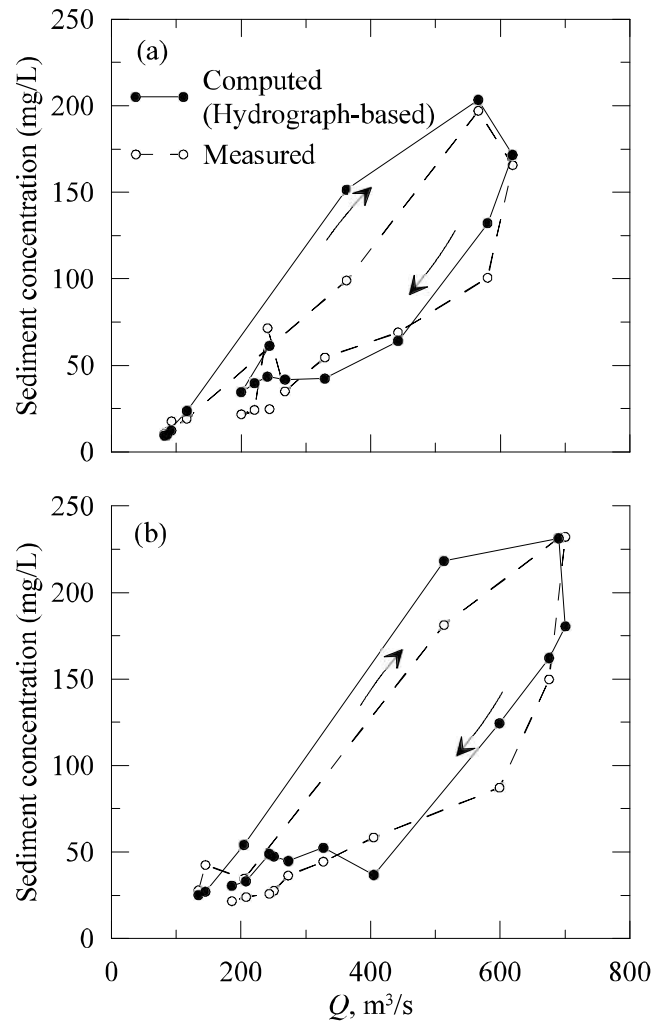 250
(a)
Computed
(Hydrograph-based)
Measured
200
150
100
50
0
Sediment concentration (mg/L)
250
(b)
200
150
100
50
0
Sediment concentration (mg/L)
0 200 400 600 800
Q, m³/s